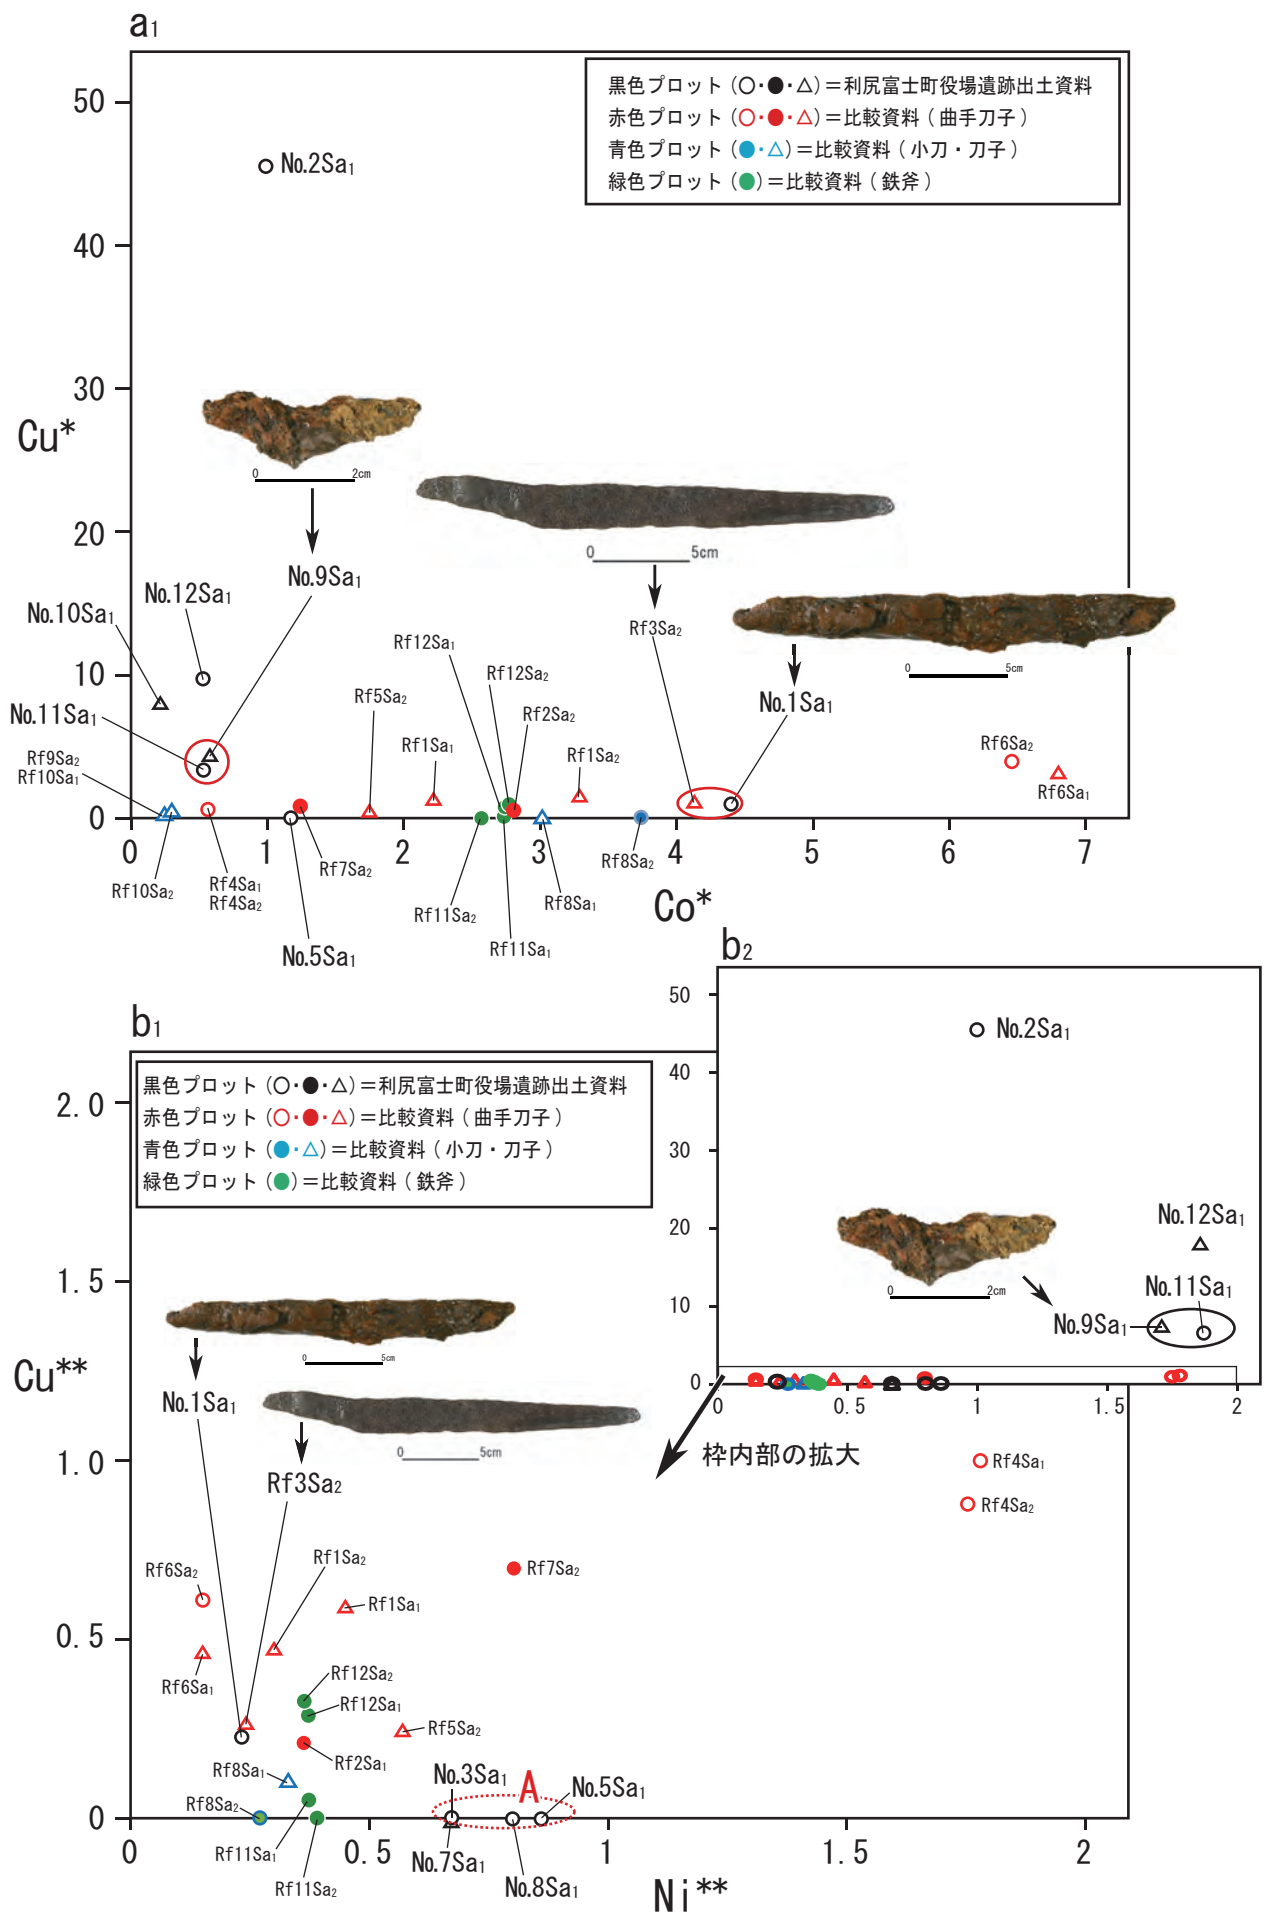 a1
50
40
30
20
10
0
Cu*
黒色プロット(○・●・△)=利尻富士町役場遺跡出土資料
赤色プロット(○・●・△)=比較資料(曲手刀子)
青色プロット(●・△)=比較資料(小刀・刀子)
緑色プロット(●)=比較資料(鉄斧)
No.2Sa1
0 2cm
0 5cm
0 5cm
No.9Sa1
No.12Sa1
No.10Sa1
No.11Sa1
Rf9Sa2
Rf10Sa1
Rf12Sa1
Rf12Sa2
Rf3Sa2
No.1Sa1
Rf5Sa2
Rf2Sa2
Rf1Sa1
Rf1Sa2
Rf6Sa2
Rf6Sa1
0 1 2 3 4 5 6 7
Rf10Sa2
Rf4Sa1
Rf4Sa2
Rf7Sa2
Rf11Sa2
Rf11Sa1
Rf8Sa1
Rf8Sa2
No.5Sa1
Co*
b2
50
40
30
20
10
0
No.2Sa1
No.12Sa1
No.11Sa1
No.9Sa1
0 2cm
0 0.5 1 1.5 2
枠内部の拡大
b1
2.0
1.5
1.0
0.5
0
Cu**
黒色プロット(○・●・△)=利尻富士町役場遺跡出土資料
赤色プロット(○・●・△)=比較資料(曲手刀子)
青色プロット(●・△)=比較資料(小刀・刀子)
緑色プロット(●)=比較資料(鉄斧)
0 5cm
No.1Sa1
0 5cm
Rf3Sa2
Rf4Sa1
Rf4Sa2
Rf6Sa2
Rf1Sa2
Rf7Sa2
Rf1Sa1
Rf6Sa1
Rf12Sa2
Rf12Sa1
Rf5Sa2
Rf2Sa1
Rf8Sa1
Rf8Sa2
No.3Sa1
A
No.5Sa1
Rf11Sa1
Rf11Sa2
No.7Sa1
No.8Sa1
0 0.5 1 1.5 2
Ni**